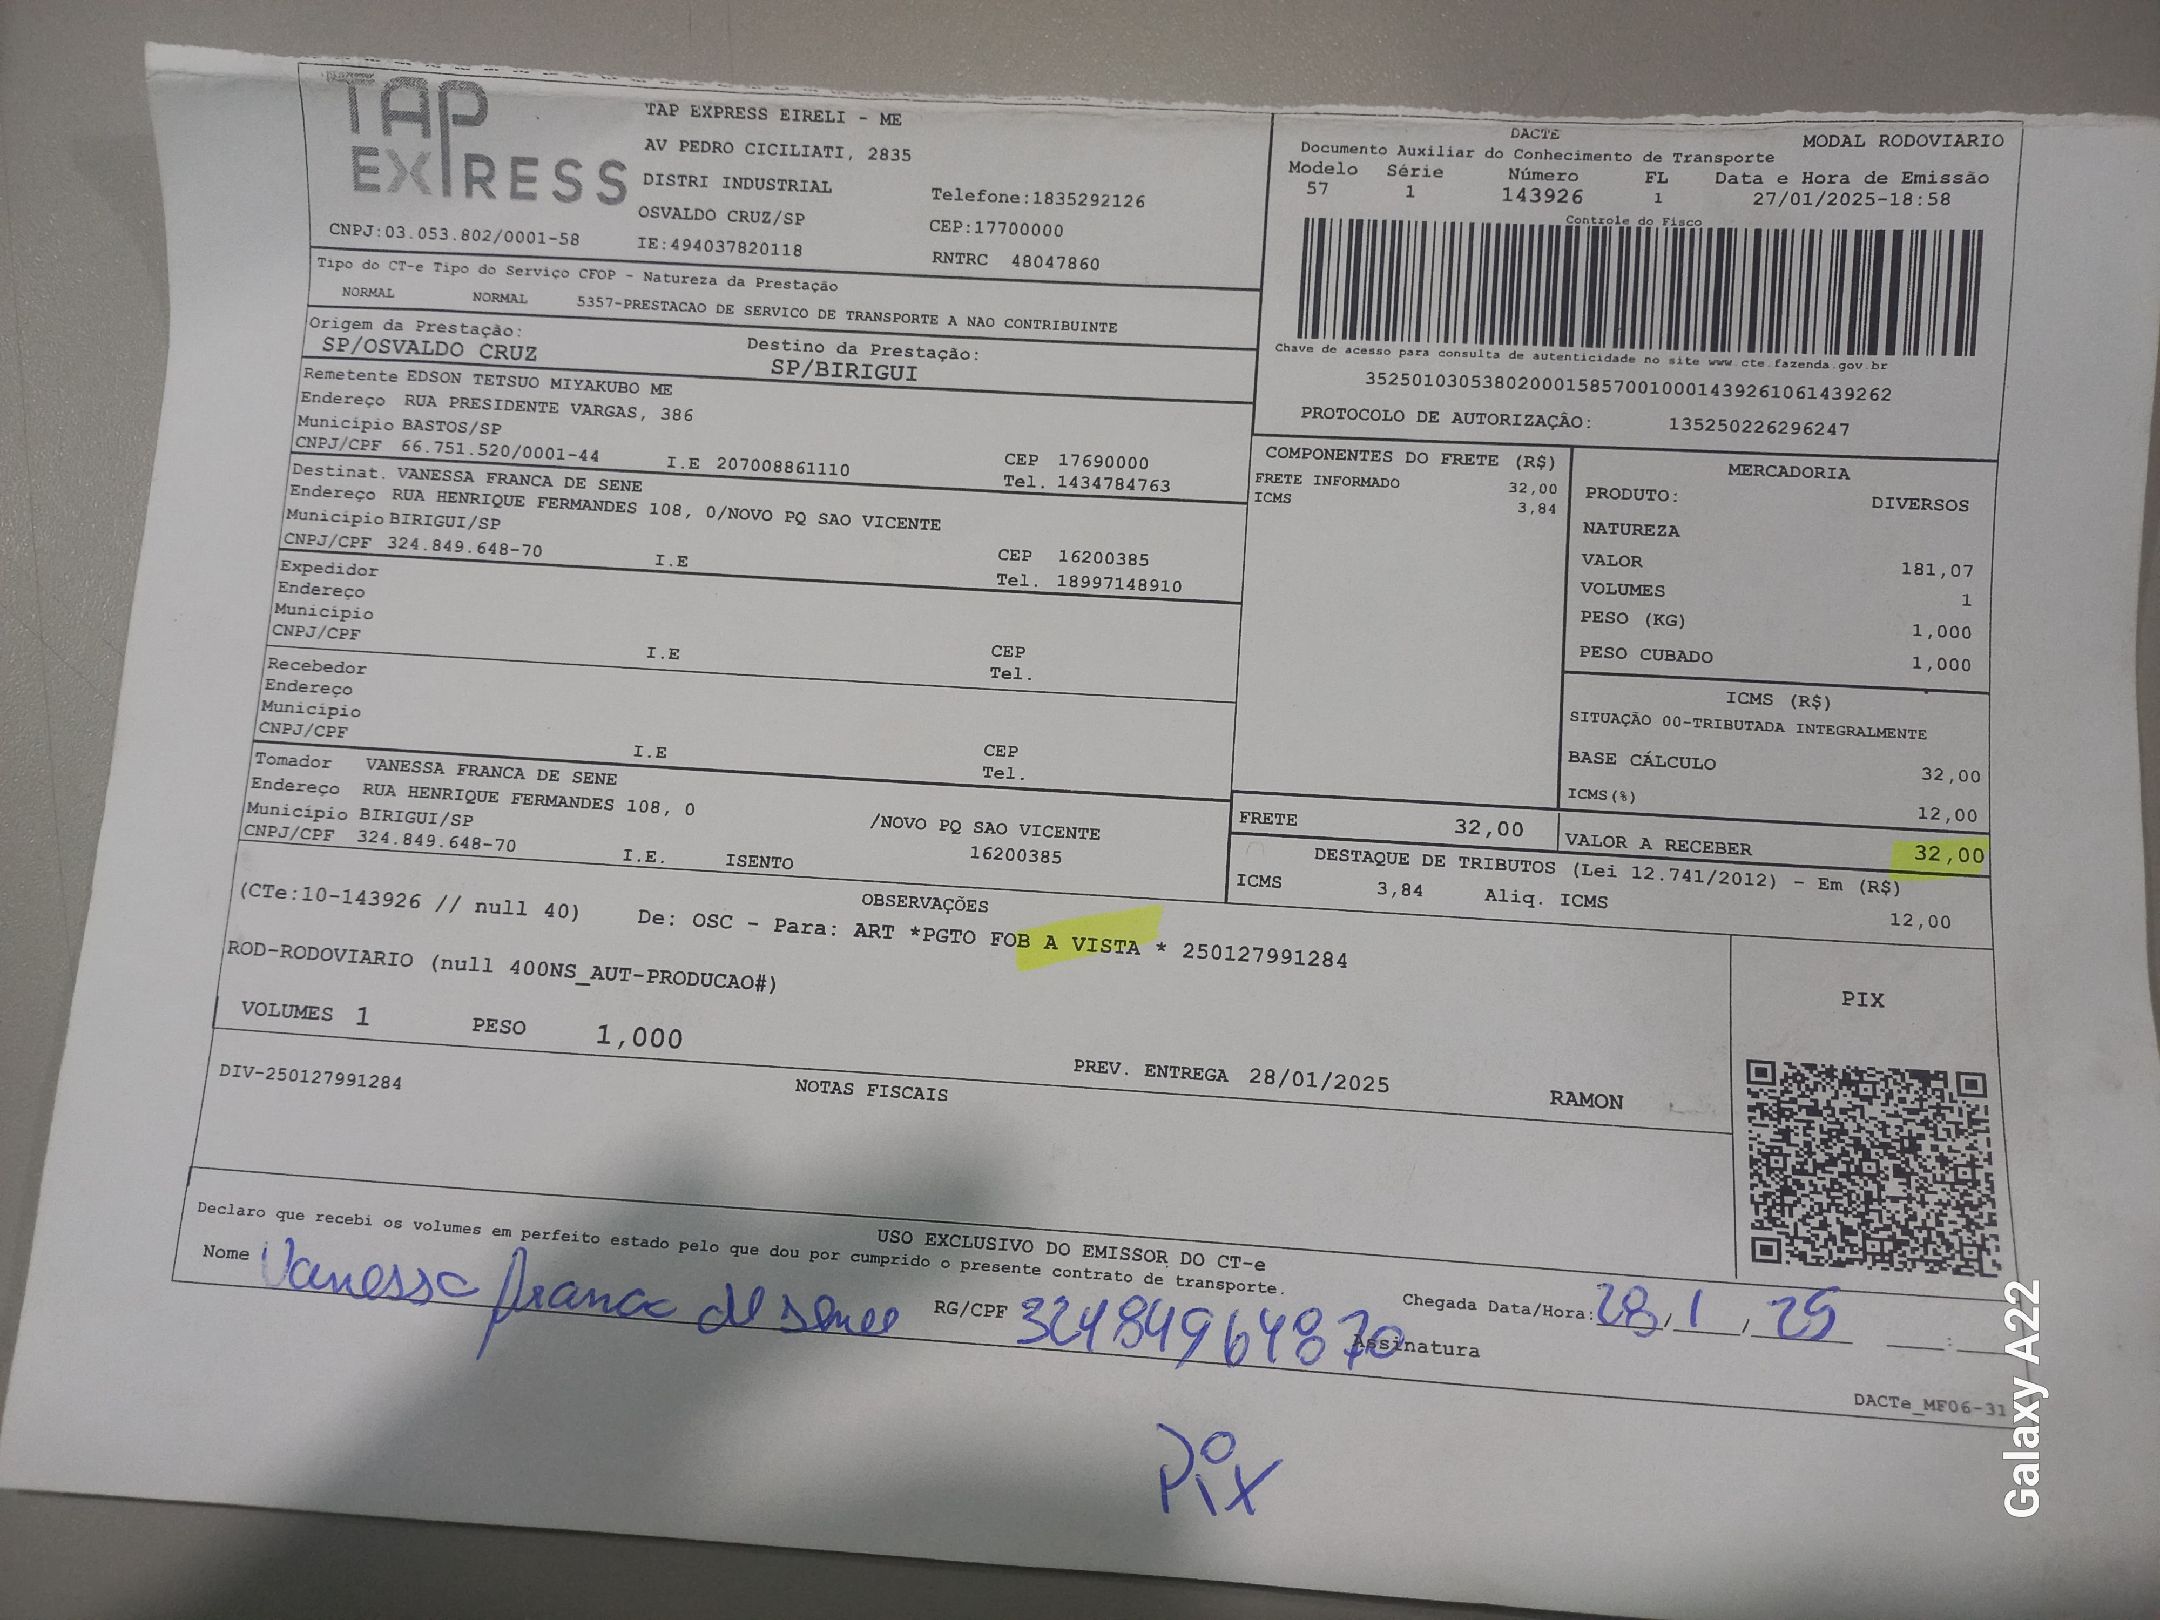 TAP EXPRESS
TAP EXPRESS EIRELI - ME
AV PEDRO CICILIATI, 2835
DISTRI INDUSTRIAL
OSVALDO CRUZ/SP
IE:494037820118
Telefone:1835292126
CEP:17700000
RNTRC 48047860
CNPJ:03.053.802/0001-58
DACTE
MODAL RODOVIARIO
Documento Auxiliar do Conhecimento de Transporte
Modelo Série Número FL Data e Hora de Emissão
57 1 143926 1 27/01/2025-18:58
Controle do Fisco
Chave de acesso para consulta de autenticidade no site www.cte.fazenda.gov.br
35250103053802000158570010001439261061439262
PROTOCOLO DE AUTORIZAÇÃO: 135250226296247
Tipo do CT-e Tipo do Serviço CFOP - Natureza da Prestação
NORMAL NORMAL 5357-PRESTACAO DE SERVICO DE TRANSPORTE A NAO CONTRIBUINTE
Origem da Prestação: Destino da Prestação:
SP/OSVALDO CRUZ SP/BIRIGUI
Remetente EDSON TETSUO MIYAKUBO ME
Endereço RUA PRESIDENTE VARGAS, 386
Município BASTOS/SP CEP 17690000
CNPJ/CPF 66.751.520/0001-44 I.E 207008861110 Tel. 1434784763
Destinat. VANESSA FRANCA DE SENE
Endereço RUA HENRIQUE FERMANDES 108, 0/NOVO PQ SAO VICENTE
Município BIRIGUI/SP CEP 16200385
CNPJ/CPF 324.849.648-70 I.E Tel. 18997148910
Expedidor
Endereço
Município CEP
CNPJ/CPF I.E Tel.
Recebedor
Endereço
Município CEP
CNPJ/CPF I.E Tel.
Tomador VANESSA FRANCA DE SENE
Endereço RUA HENRIQUE FERMANDES 108, 0 /NOVO PQ SAO VICENTE
Município BIRIGUI/SP 16200385
CNPJ/CPF 324.849.648-70 I.E. ISENTO
COMPONENTES DO FRETE (R$)
FRETE INFORMADO 32,00
ICMS 3,84
MERCADORIA
PRODUTO: DIVERSOS
NATUREZA
VALOR 181,07
VOLUMES 1
PESO (KG) 1,000
PESO CUBADO 1,000
ICMS (R$)
SITUAÇÃO 00-TRIBUTADA INTEGRALMENTE
BASE CÁLCULO 32,00
ICMS(%) 12,00
FRETE 32,00 VALOR A RECEBER 32,00
DESTAQUE DE TRIBUTOS (Lei 12.741/2012) - Em (R$)
ICMS 3,84 Aliq. ICMS 12,00
OBSERVAÇÕES
(CTe:10-143926 // null 40) De: OSC - Para: ART *PGTO FOB A VISTA * 250127991284
ROD-RODOVIARIO (null 400NS_AUT-PRODUCAO#)
VOLUMES 1 PESO 1,000 PREV. ENTREGA 28/01/2025 RAMON
PIX
NOTAS FISCAIS
DIV-250127991284
USO EXCLUSIVO DO EMISSOR DO CT-e
Declaro que recebi os volumes em perfeito estado pelo que dou por cumprido o presente contrato de transporte.
Nome Vanessa franca de sene RG/CPF 32484964870 Chegada Data/Hora: 28/1/25 :
Assinatura
DACTe_MF06-31
PiX
Galaxy A22